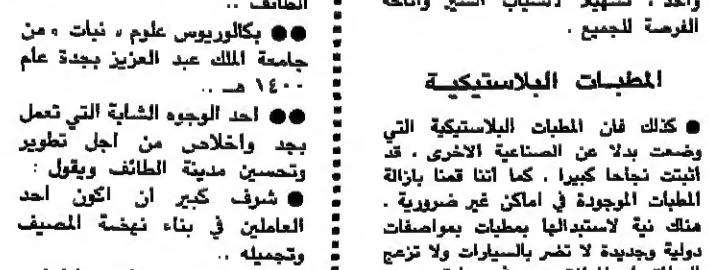 واحد ، تسهيلا لانسياب السير واتاحة
الفرصة للجميع .
المطبات البلاستيكية
● كذلك فان المطبات البلاستيكية التي
وضعت بدلا عن الصناعية الاخرى . قد
اثبتت نجاحا كبيرا . كما اننا قمنا بازالة
المطبات الموجودة في اماكن غير ضرورية .
هناك نية لاستبدالها بمطبات بمواصفات
دولية وجديدة لا تضر بالسيارات ولا تزعج
الطائف ..
●● بكالوريوس علوم « نبات » من
جامعة الملك عبد العزيز بجدة عام
١٤٠٠ هـ ..
●● احد الوجوه الشابة التي تعمل
بجد واخلاص من اجل تطوير
وتحسين مدينة الطائف ويقول :
● شرف كبير ان اكون احد
العاملين في بناء نهضة المصيف
وتجميله ..